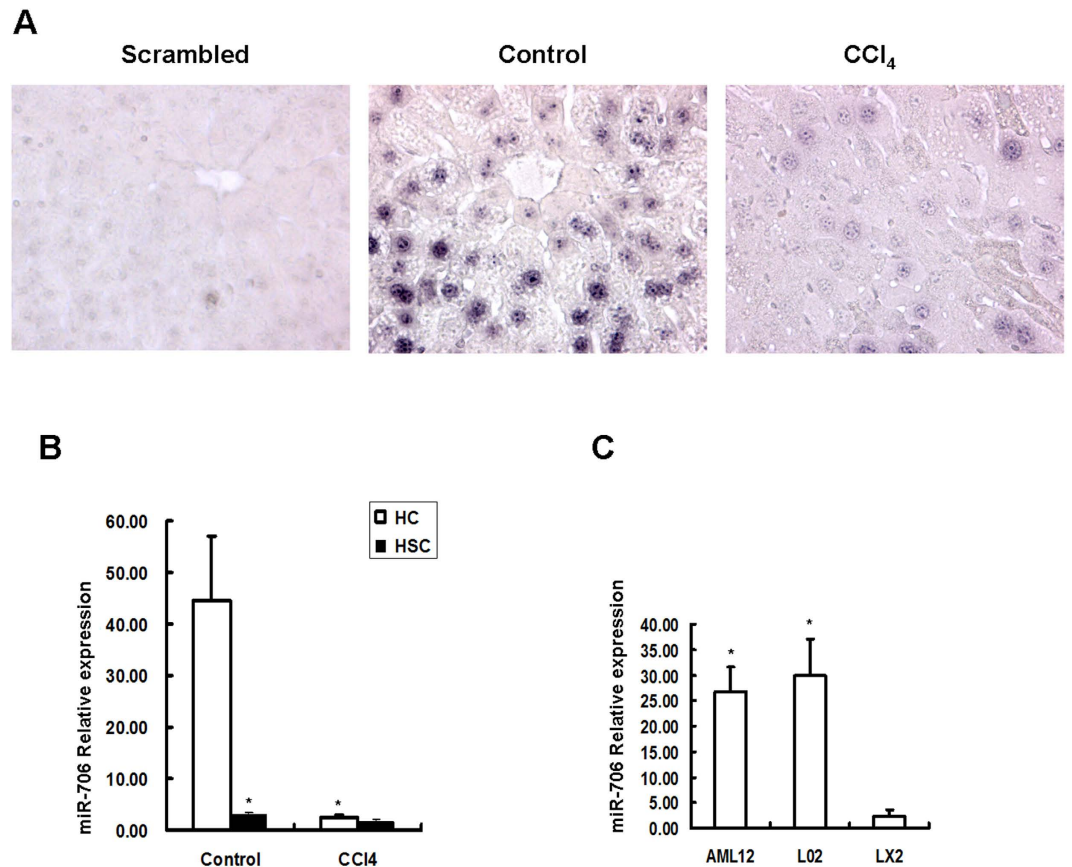 A
Scrambled
Control
CCl₄
B
miR-706 Relative expression
60.00
50.00
40.00
30.00
20.00
10.00
0.00
HC
HSC
*
*
Control
CCl4
C
miR-706 Relative expression
40.00
35.00
30.00
25.00
20.00
15.00
10.00
5.00
0.00
*
*
AML12
L02
LX2